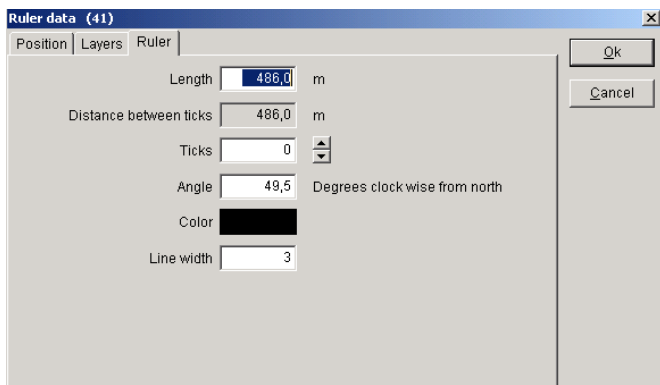 Ruler data (41)
Position Layers Ruler
Ok
Cancel
Length 486,0 m
Distance between ticks 486,0 m
Ticks 0
Angle 49,5 Degrees clock wise from north
Color
Line width 3